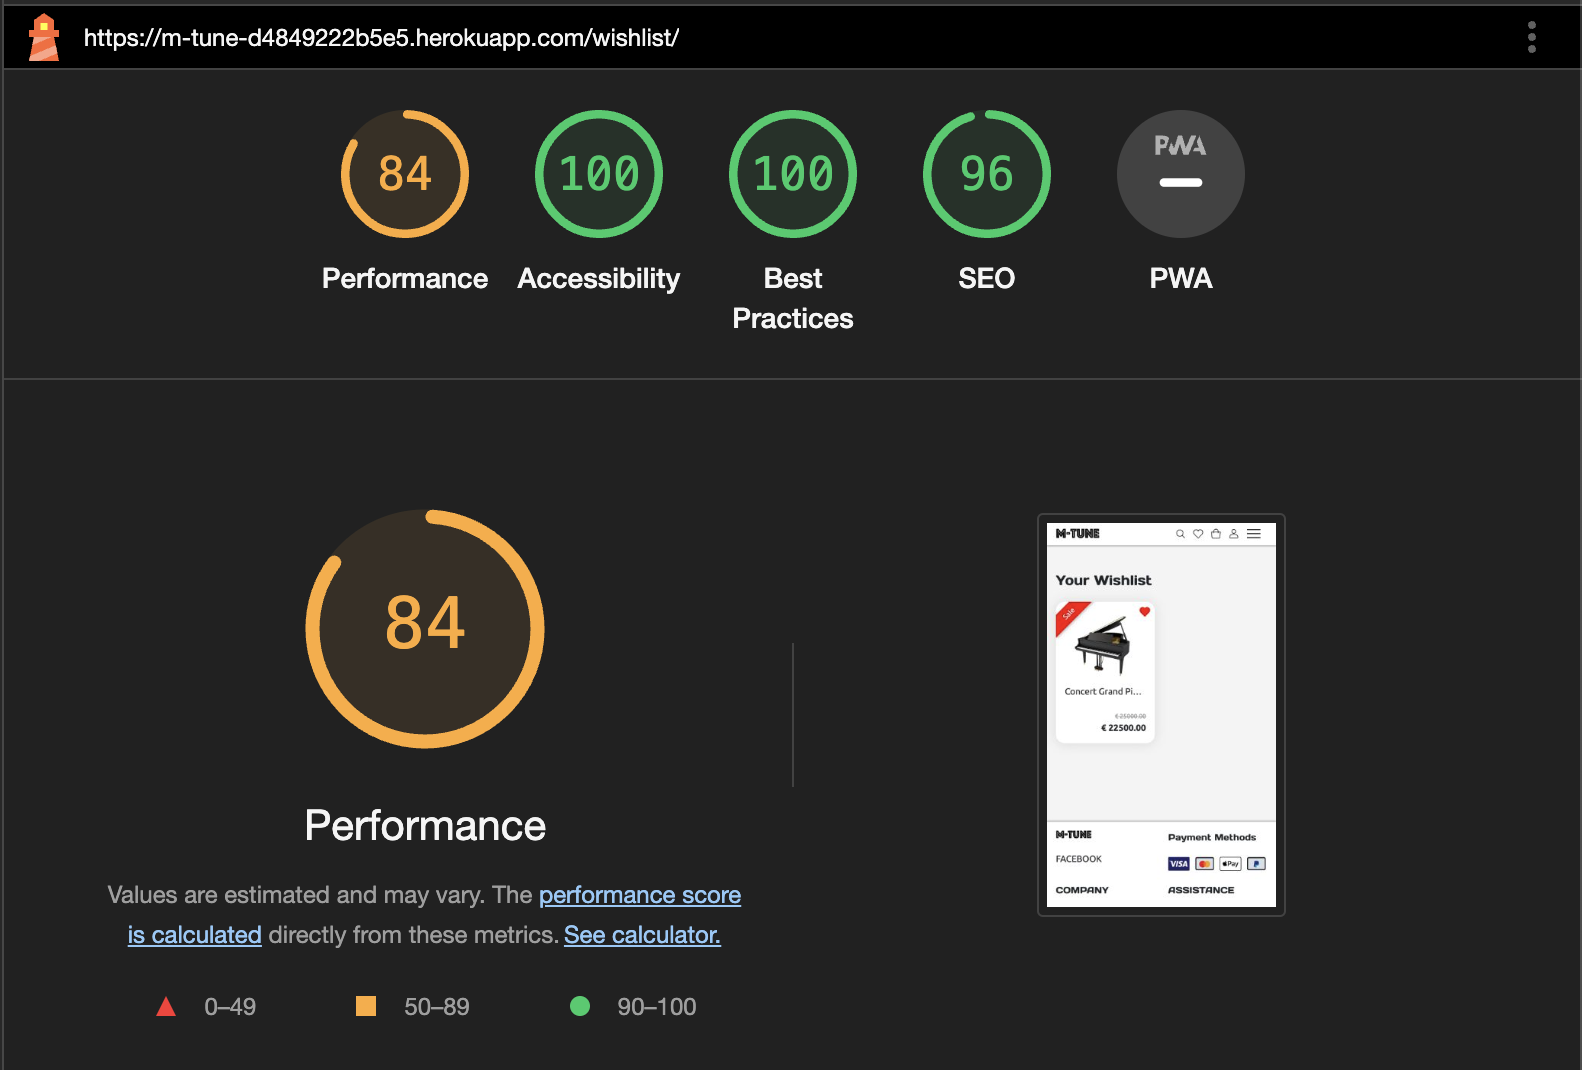 https://m-tune-d4849222b5e5.herokuapp.com/wishlist/
84
100
100
96
PWA
Performance
Accessibility
Best
Practices
SEO
PWA
84
Performance
Values are estimated and may vary. The performance score
is calculated directly from these metrics. See calculator.
0–49
50–89
90–100
M-TUNE
Your Wishlist
Sale
Concert Grand Pi...
€ 25000.00
€ 22500.00
M-TUNE
Payment Methods
FACEBOOK
VISA
Pay
COMPANY
ASSISTANCE